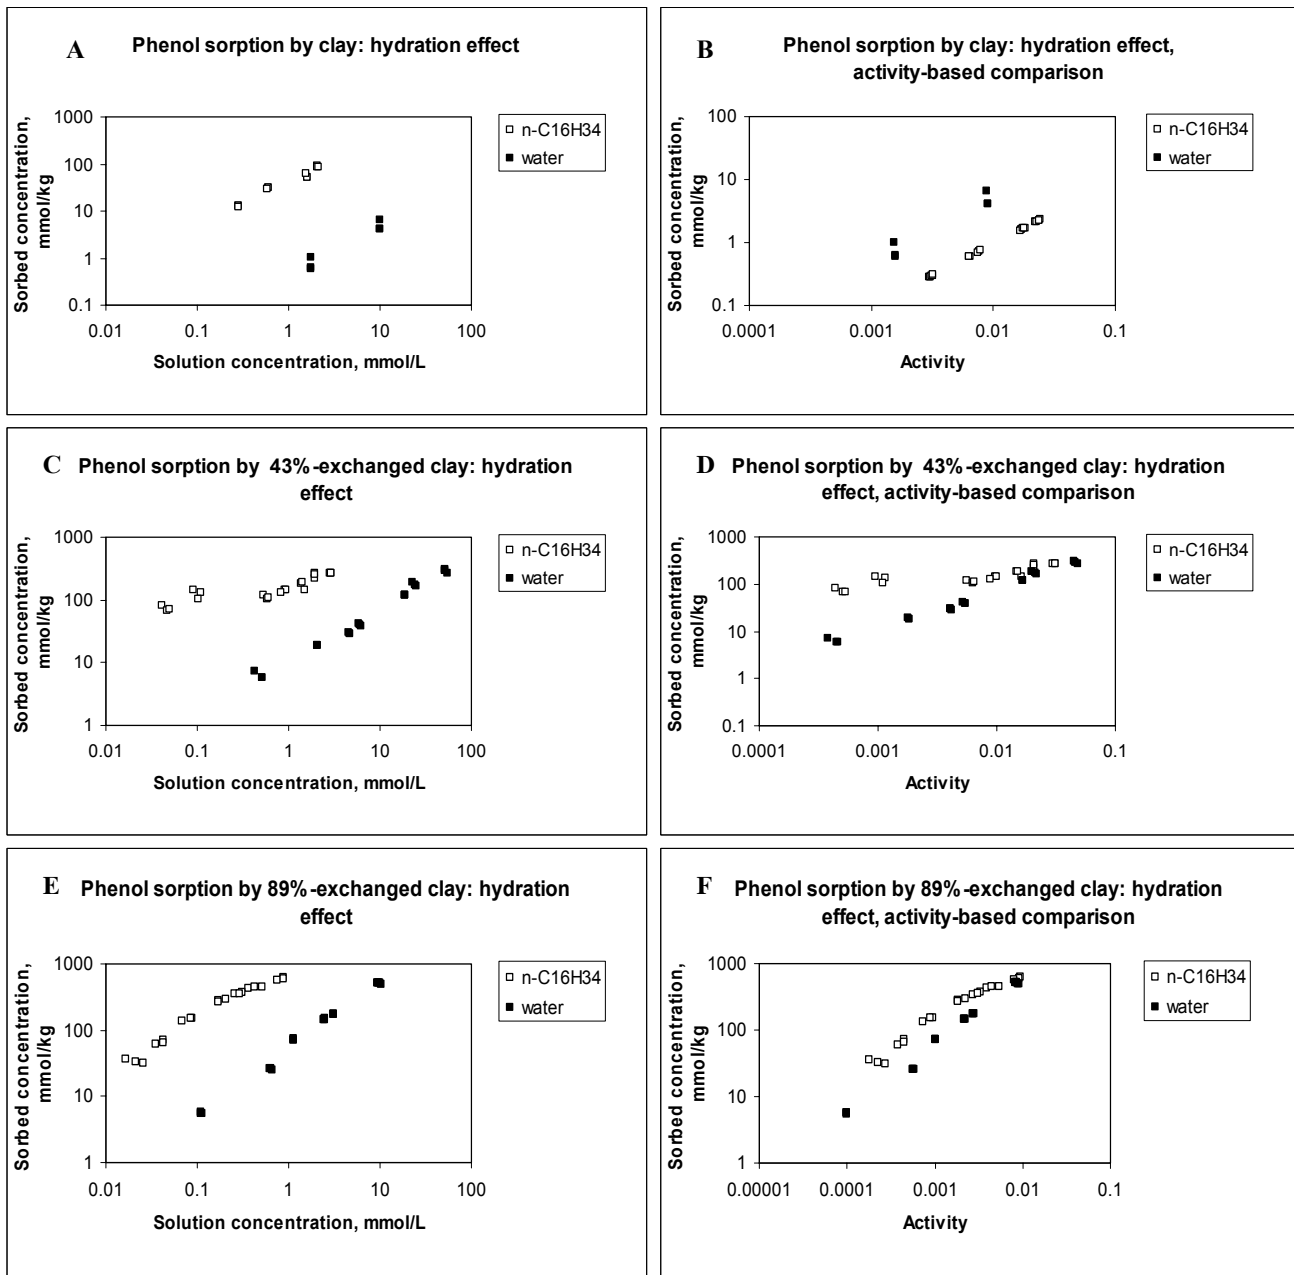 A
Phenol sorption by clay: hydration effect
Sorbed concentration,
mmol/kg
1000
100
10
1
0.1
0.01
0.1
1
10
100
Solution concentration, mmol/L
n-C16H34
water
B
Phenol sorption by clay: hydration effect,
activity-based comparison
Sorbed concentration,
mmol/kg
100
10
1
0.1
0.0001
0.001
0.01
0.1
Activity
n-C16H34
water
C
Phenol sorption by 43%-exchanged clay: hydration
effect
Sorbed concentration,
mmol/kg
1000
100
10
1
0.01
0.1
1
10
100
Solution concentration, mmol/L
n-C16H34
water
D
Phenol sorption by 43%-exchanged clay: hydration
effect, activity-based comparison
Sorbed concentration,
mmol/kg
1000
100
10
1
0.1
0.0001
0.001
0.01
0.1
Activity
n-C16H34
water
E
Phenol sorption by 89%-exchanged clay: hydration
effect
Sorbed concentration,
mmol/kg
1000
100
10
1
0.01
0.1
1
10
100
Solution concentration, mmol/L
n-C16H34
water
F
Phenol sorption by 89%-exchanged clay: hydration
effect, activity-based comparison
Sorbed concentration,
mmol/kg
1000
100
10
1
0.00001
0.0001
0.001
0.01
0.1
Activity
n-C16H34
water